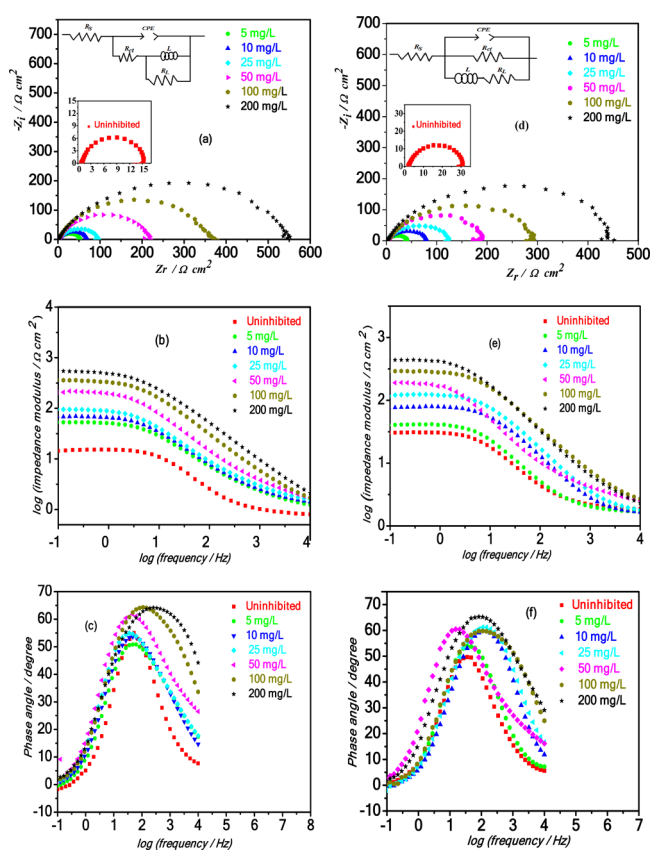 CPE
Rs
Rct
L
RL
700
600
500
400
300
200
100
0
-Zi / Ω cm2
5 mg/L
10 mg/L
25 mg/L
50 mg/L
100 mg/L
200 mg/L
(a)
15
12
9
6
3
0
Uninhibited
0 3 6 9 12 15
0 100 200 300 400 500 600
Zr / Ω cm2
CPE
Rs
Rct
L
RL
700
600
500
400
300
200
100
0
-Zi / Ω cm2
5 mg/L
10 mg/L
25 mg/L
50 mg/L
100 mg/L
200 mg/L
(d)
30
20
10
0
Uninhibited
0 10 20 30 40
0 100 200 300 400 500
Zr / Ω cm2
4
3
2
1
0
log (impedance modulus / Ω cm 2)
(b)
Uninhibited
5 mg/L
10 mg/L
25 mg/L
50 mg/L
100 mg/L
200 mg/L
-1 0 1 2 3 4
log (frequency / Hz)
2
1
0
log (impedance modulus / Ω cm 2)
(e)
Uninhibited
5 mg/L
10 mg/L
25 mg/L
50 mg/L
100 mg/L
200 mg/L
-1 0 1 2 3 4
log (frequency / Hz)
70
60
50
40
30
20
10
0
-10
Phase angle / degree
(c)
Uninhibited
5 mg/L
10 mg/L
25 mg/L
50 mg/L
100 mg/L
200 mg/L
-1 0 1 2 3 4 5 6 7 8
log (frequency / Hz)
70
60
50
40
30
20
10
0
-10
Phase angle / degree
(f)
Uninhibited
5 mg/L
10 mg/L
25 mg/L
50 mg/L
100 mg/L
200 mg/L
-1 0 1 2 3 4 5 6 7
log (frequency / Hz)